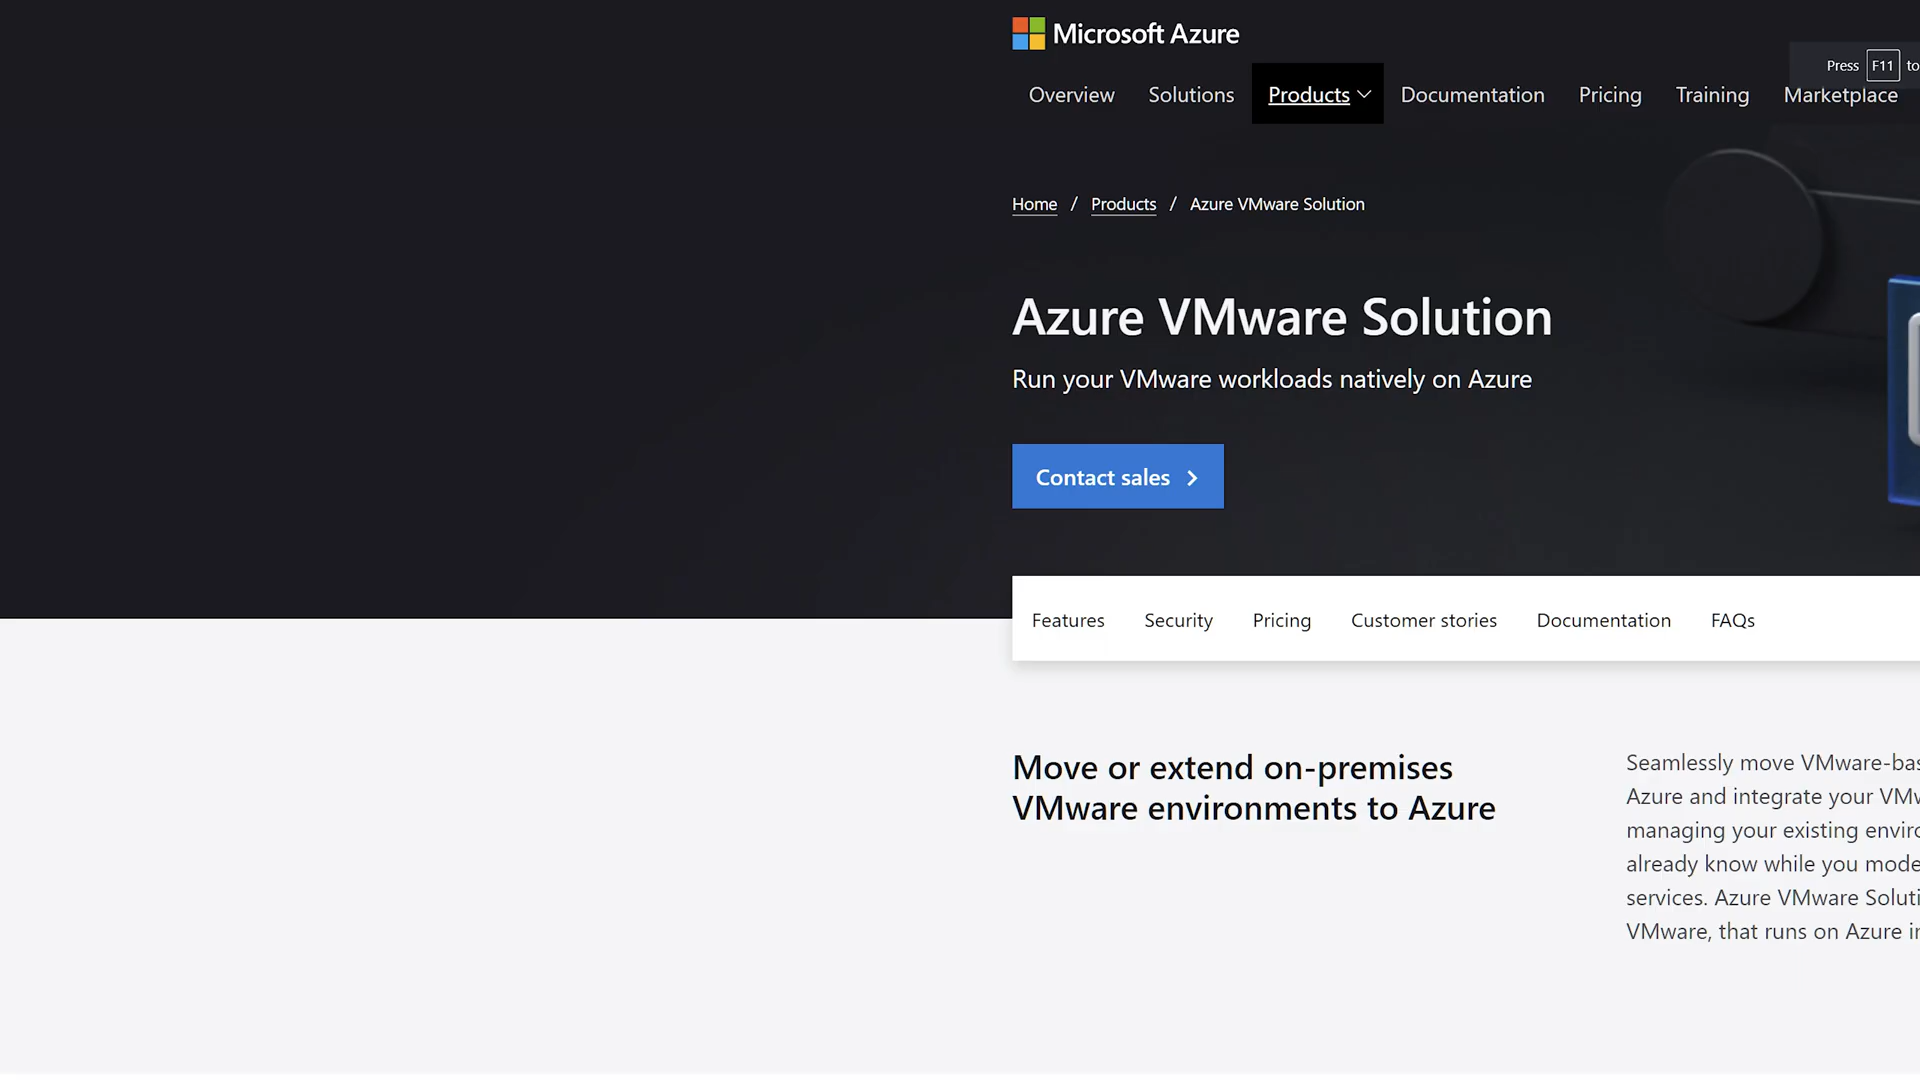 Microsoft Azure
Press F11 to
Overview Solutions Products Documentation Pricing Training Marketplace
Home / Products / Azure VMware Solution
Azure VMware Solution
Run your VMware workloads natively on Azure
Contact sales
Features Security Pricing Customer stories Documentation FAQs
Move or extend on-premises
VMware environments to Azure
Seamlessly move VMware-bas
Azure and integrate your VMw
managing your existing enviro
already know while you mode
services. Azure VMware Soluti
VMware, that runs on Azure in